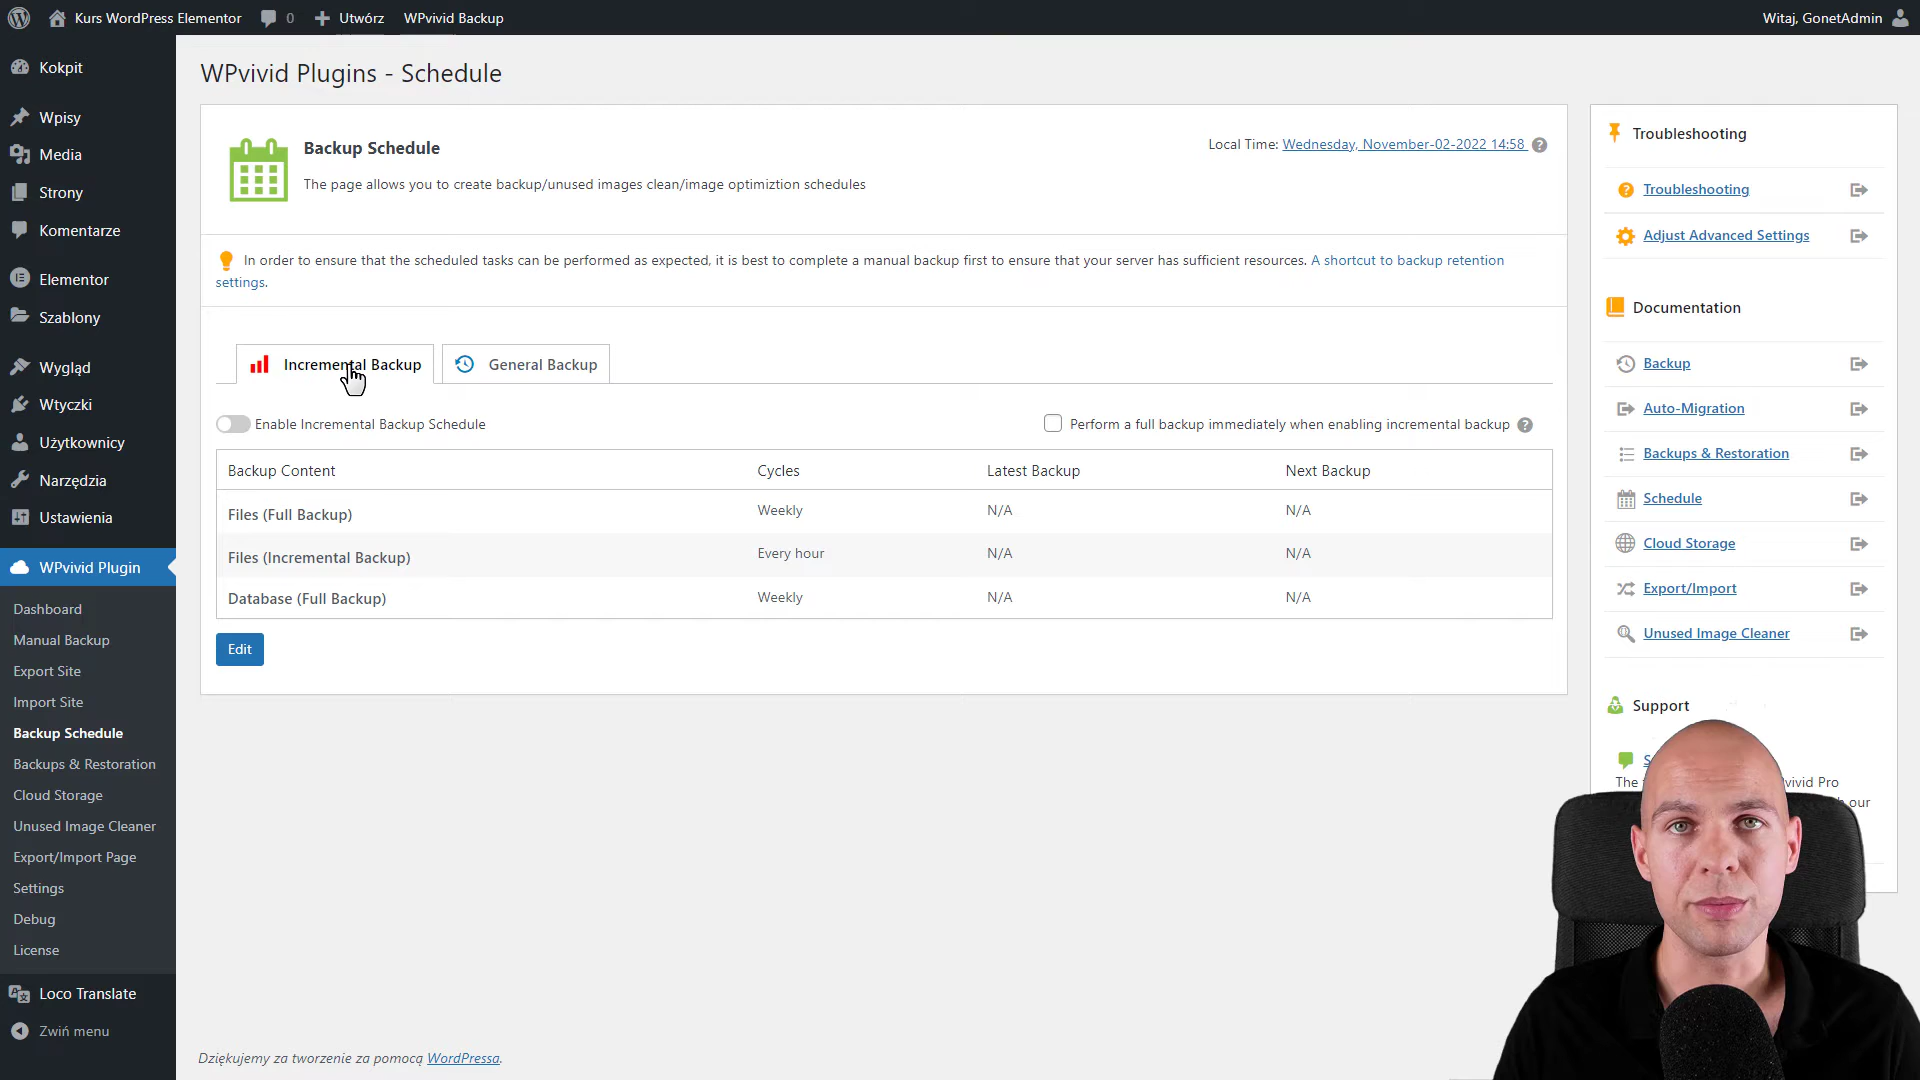 Kurs WordPress Elementor
0
Utwórz
WPvivid Backup
Witaj, GonetAdmin
Kokpit
Wpisy
Media
Strony
Komentarze
Elementor
Szablony
Wygląd
Wtyczki
Użytkownicy
Narzędzia
Ustawienia
WPvivid Plugin
Dashboard
Manual Backup
Export Site
Import Site
Backup Schedule
Backups & Restoration
Cloud Storage
Unused Image Cleaner
Export/Import Page
Settings
Debug
License
Loco Translate
Zwiń menu
WPvivid Plugins - Schedule
Backup Schedule
The page allows you to create backup/unused images clean/image optimiztion schedules
Local Time: Wednesday, November-02-2022 14:58
In order to ensure that the scheduled tasks can be performed as expected, it is best to complete a manual backup first to ensure that your server has sufficient resources. A shortcut to backup retention
settings.
Incremental Backup
General Backup
Enable Incremental Backup Schedule
Perform a full backup immediately when enabling incremental backup
Backup Content Cycles Latest Backup Next Backup
Files (Full Backup) Weekly N/A N/A
Files (Incremental Backup) Every hour N/A N/A
Database (Full Backup) Weekly N/A N/A
Edit
Troubleshooting
Troubleshooting
Adjust Advanced Settings
Documentation
Backup
Auto-Migration
Backups & Restoration
Schedule
Cloud Storage
Export/Import
Unused Image Cleaner
Support
The
Pro
our
Dziękujemy za tworzenie za pomocą WordPressa.